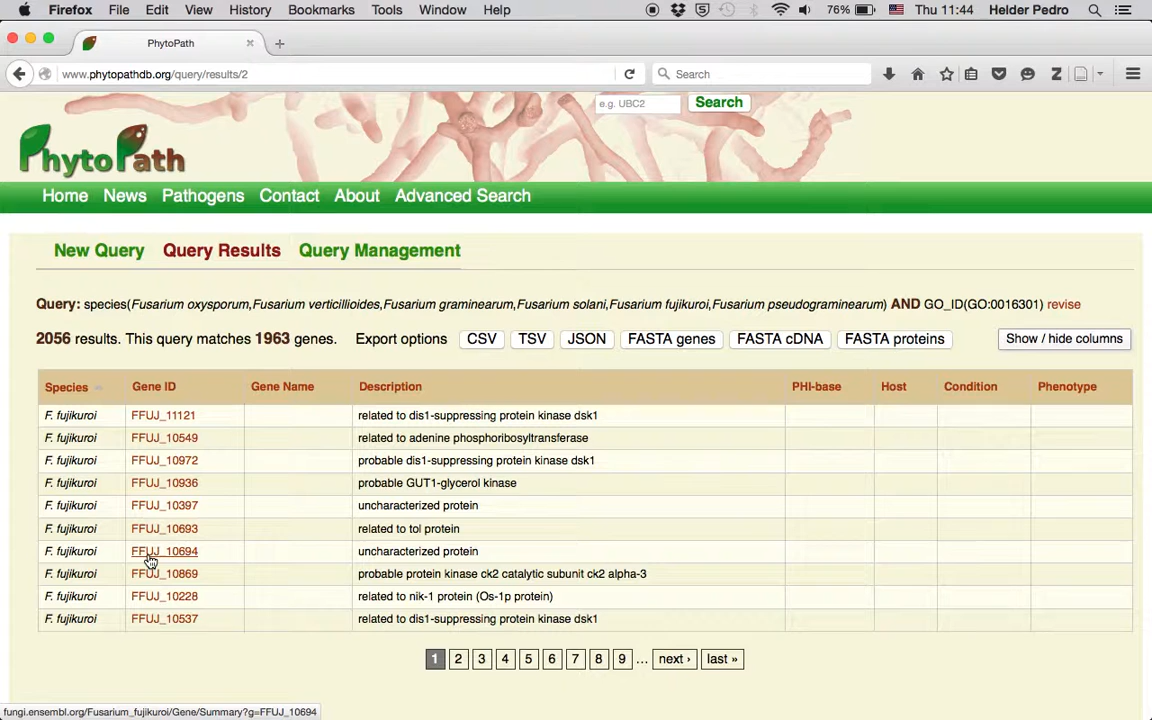 Firefox File Edit View History Bookmarks Tools Window Help 76% Thu 11:44 Helder Pedro
PhytoPath
www.phytopathdb.org/query/results/2 Search
e.g. UBC2 Search
PhytoPath
Home News Pathogens Contact About Advanced Search
New Query Query Results Query Management
Query: species(Fusarium oxysporum,Fusarium verticillioides,Fusarium graminearum,Fusarium solani,Fusarium fujikuroi,Fusarium pseudograminearum) AND GO_ID(GO:0016301) revise
2056 results. This query matches 1963 genes. Export options CSV TSV JSON FASTA genes FASTA cDNA FASTA proteins Show / hide columns
Species Gene ID Gene Name Description PHI-base Host Condition Phenotype
F. fujikuroi FFUJ_11121 related to dis1-suppressing protein kinase dsk1
F. fujikuroi FFUJ_10549 related to adenine phosphoribosyltransferase
F. fujikuroi FFUJ_10972 probable dis1-suppressing protein kinase dsk1
F. fujikuroi FFUJ_10936 probable GUT1-glycerol kinase
F. fujikuroi FFUJ_10397 uncharacterized protein
F. fujikuroi FFUJ_10693 related to tol protein
F. fujikuroi FFUJ_10694 uncharacterized protein
F. fujikuroi FFUJ_10869 probable protein kinase ck2 catalytic subunit ck2 alpha-3
F. fujikuroi FFUJ_10228 related to nik-1 protein (Os-1p protein)
F. fujikuroi FFUJ_10537 related to dis1-suppressing protein kinase dsk1
1 2 3 4 5 6 7 8 9 … next › last »
fungi.ensembl.org/Fusarium_fujikuroi/Gene/Summary?g=FFUJ_10694